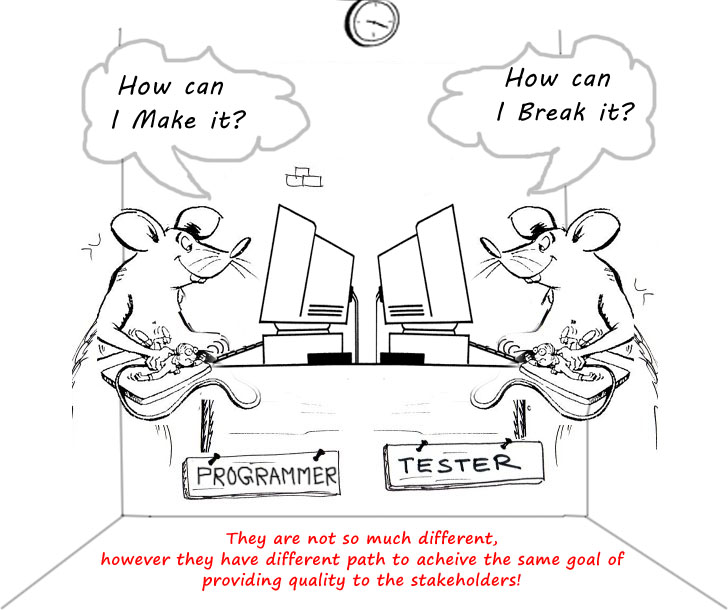 How can
I Make it?
How can
I Break it?
PROGRAMMER
TESTER
They are not so much different,
however they have different path to acheive the same goal of
providing quality to the stakeholders!